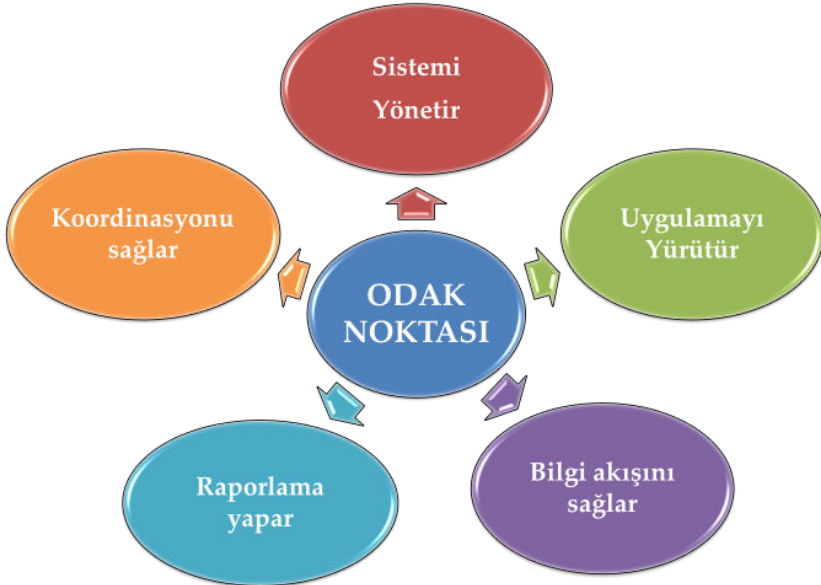 Sistemi
Yönetir
Koordinasyonu
sağlar
Uygulamayı
Yürütür
ODAK
NOKTASI
Raporlama
yapar
Bilgi akışını
sağlar